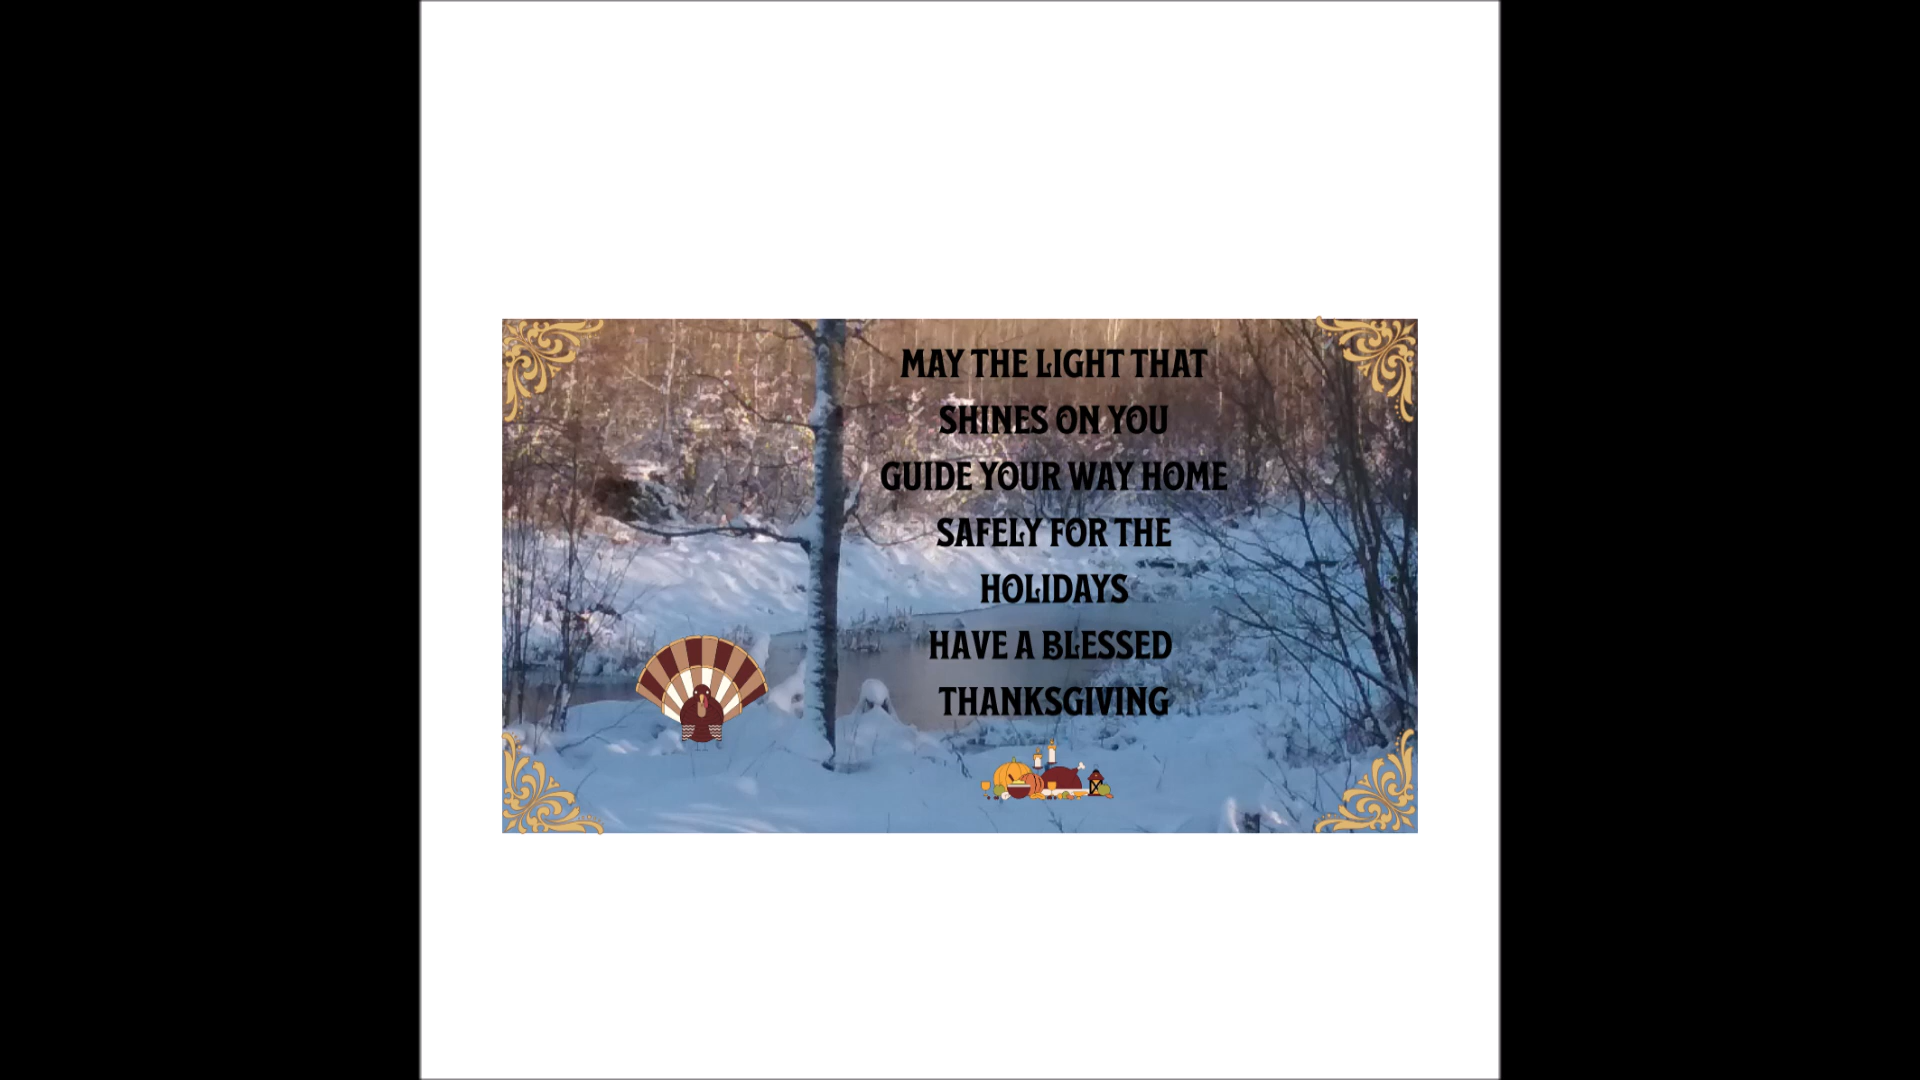 MAY THE LIGHT THAT
SHINES ON YOU
GUIDE YOUR WAY HOME
SAFELY FOR THE
HOLIDAYS
HAVE A BLESSED
THANKSGIVING